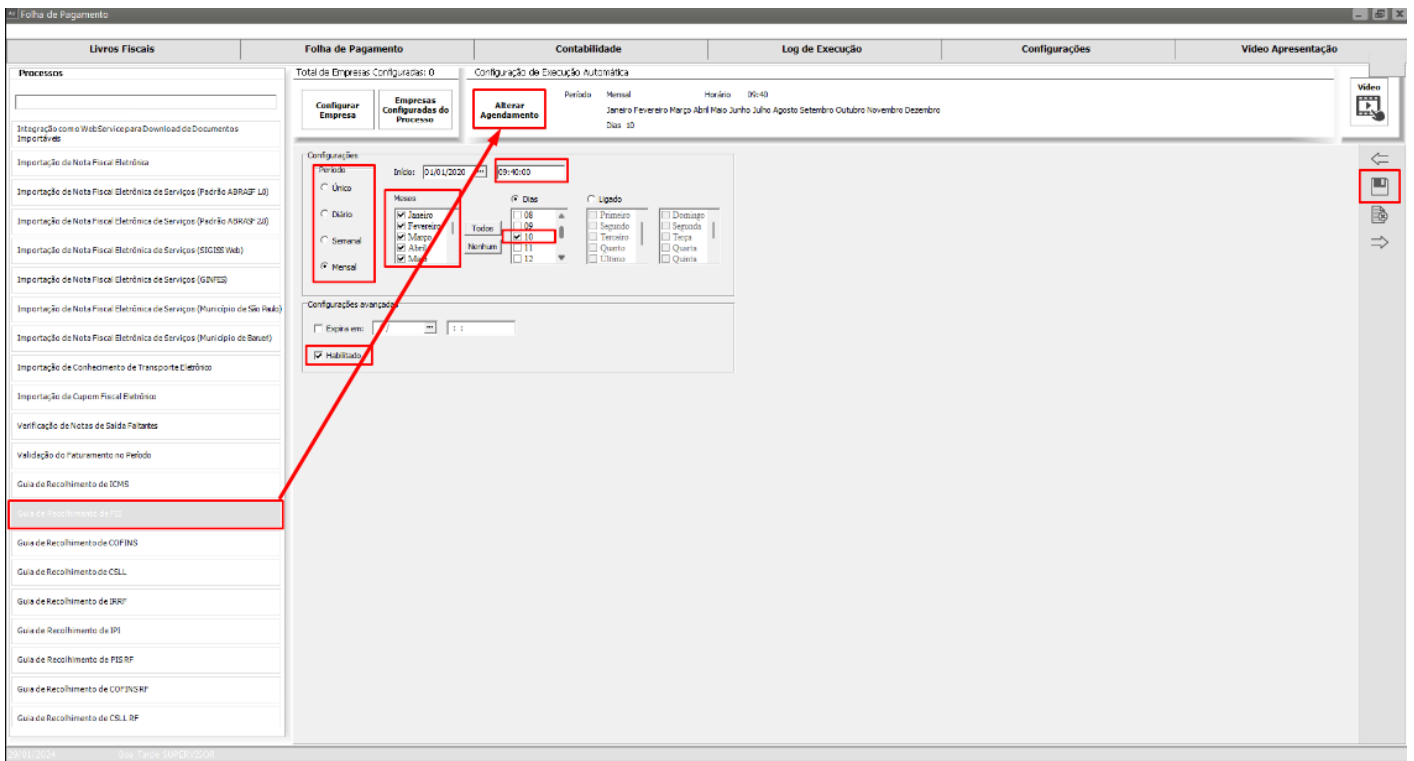 Folha de Pagamento
Livros Fiscais
Folha de Pagamento
Contabilidade
Log de Execução
Configurações
Vídeo Apresentação
Processos
Integração com o WebService para Download de Documentos
Importáveis
Importação de Nota Fiscal Eletrônica
Importação de Nota Fiscal Eletrônica de Serviços (Padrão ABRASF 1.0)
Importação de Nota Fiscal Eletrônica de Serviços (Padrão ABRASF 2.0)
Importação de Nota Fiscal Eletrônica de Serviços (SIGISS Web)
Importação de Nota Fiscal Eletrônica de Serviços (GINFES)
Importação de Nota Fiscal Eletrônica de Serviços (Município de São Paulo)
Importação de Nota Fiscal Eletrônica de Serviços (Município de Barueri)
Importação de Conhecimento de Transporte Eletrônico
Importação de Cupom Fiscal Eletrônico
Verificação de Notas de Saída Faltantes
Validação do Faturamento no Período
Guia de Recolhimento de ICMS
Guia de Recolhimento de PIS
Guia de Recolhimento de COFINS
Guia de Recolhimento de CSLL
Guia de Recolhimento de IRRF
Guia de Recolhimento de IPI
Guia de Recolhimento de PIS RF
Guia de Recolhimento de COFINS RF
Guia de Recolhimento de CSLL RF
Total de Empresas Configuradas: 0
Configurar
Empresa
Empresas
Configuradas do
Processo
Configuração de Execução Automática
Alterar
Agendamento
Período Mensal Horário 09:40
Janeiro Fevereiro Março Abril Maio Junho Julho Agosto Setembro Outubro Novembro Dezembro
Dias 10
Vídeo
Configurações
Período
Único
Diário
Semanal
Mensal
Início: 01/01/2020 ... 09:40:00
Meses
Janeiro
Fevereiro
Março
Abril
Maio
Todos
Nenhum
Dias
08
09
10
11
12
Ligado
Primeiro
Segundo
Terceiro
Quarto
Último
Domingo
Segunda
Terça
Quarta
Quinta
Configurações avançadas
Expira em: / ... : :
Habilitado
29/01/2024 Boa Tarde SUPERVISOR